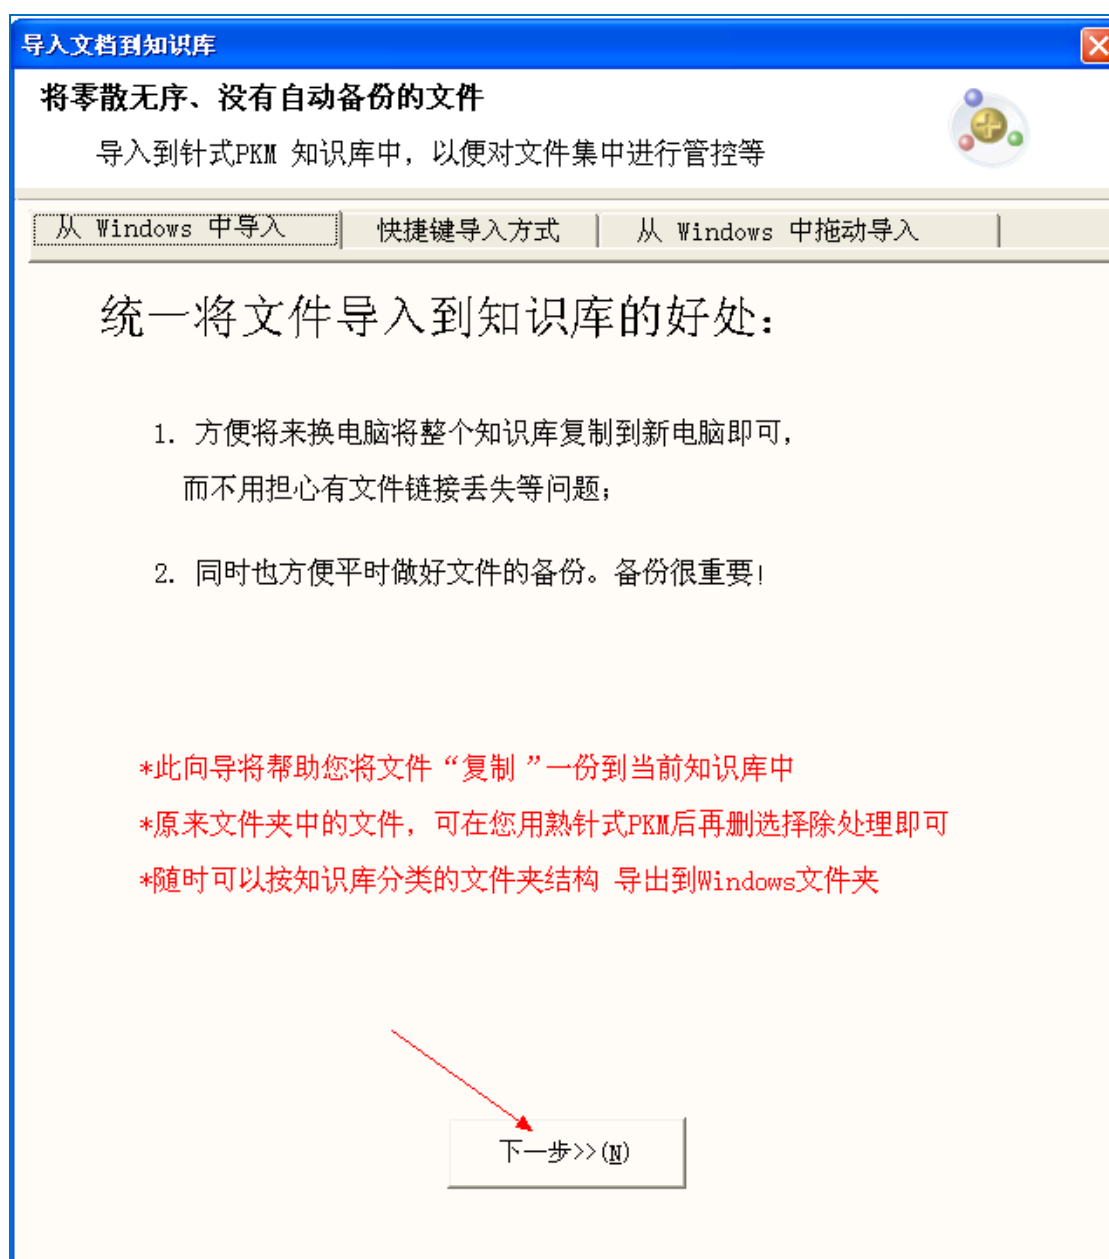 导入文档到知识库
将零散无序、没有自动备份的文件
导入到针式PKM 知识库中，以便对文件集中进行管控等
从 Windows 中导入
快捷键导入方式
从 Windows 中拖动导入
统一将文件导入到知识库的好处：
1. 方便将来换电脑将整个知识库复制到新电脑即可，
而不用担心有文件链接丢失等问题；
2. 同时也方便平时做好文件的备份。备份很重要！
*此向导将帮助您将文件“复制 ”一份到当前知识库中
*原来文件夹中的文件，可在您用熟针式PKM后再删选择除处理即可
*随时可以按知识库分类的文件夹结构 导出到Windows文件夹
下一步>>(N)